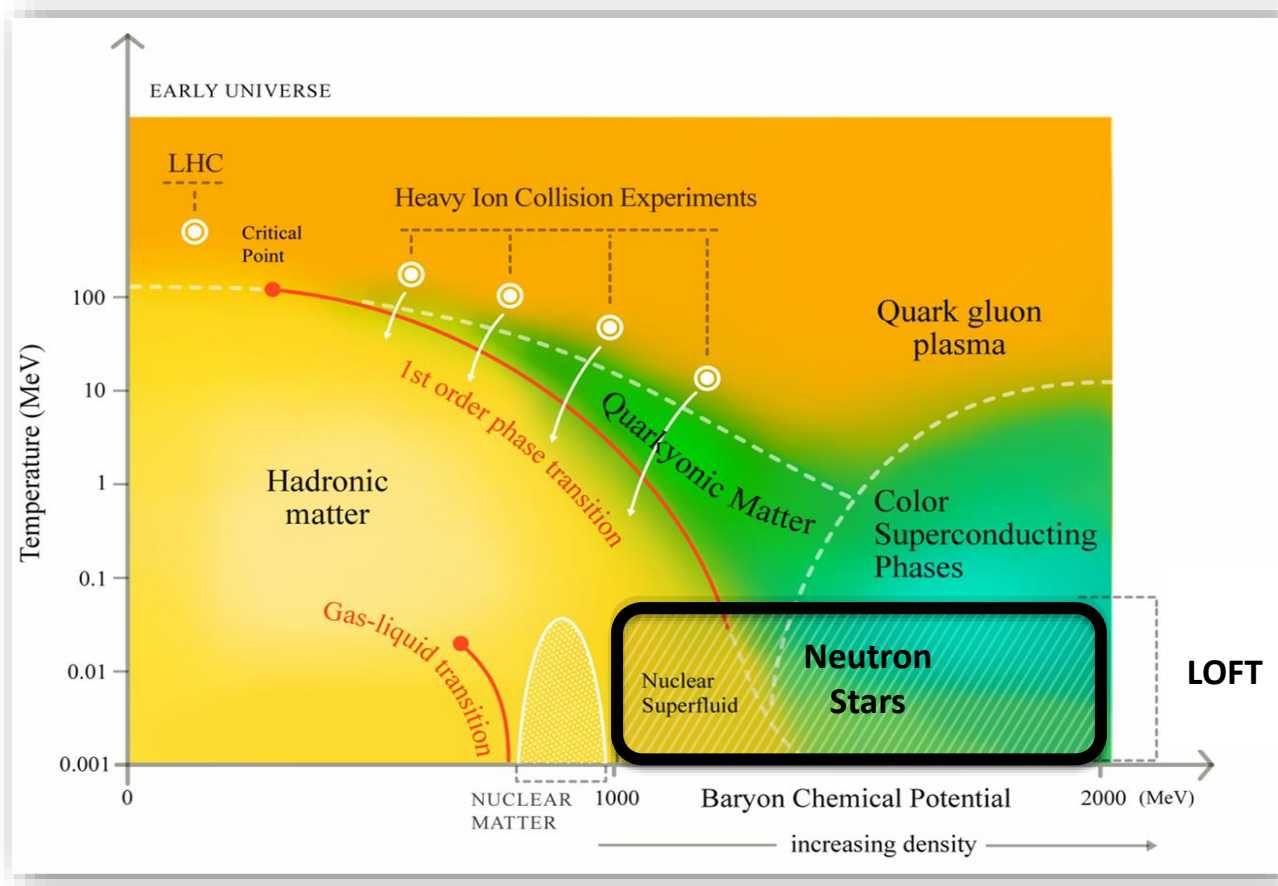 EARLY UNIVERSE
LHC
Heavy Ion Collision Experiments
Critical
Point
100
Quark gluon
plasma
10
1st order phase transition
Quarkyonic Matter
Temperature (MeV)
Hadronic
matter
1
Color
Superconducting
Phases
0.1
Gas-liquid transition
Neutron
Stars
LOFT
0.01
Nuclear
Superfluid
0.001
0
NUCLEAR
MATTER
1000
Baryon Chemical Potential
2000 (MeV)
increasing density